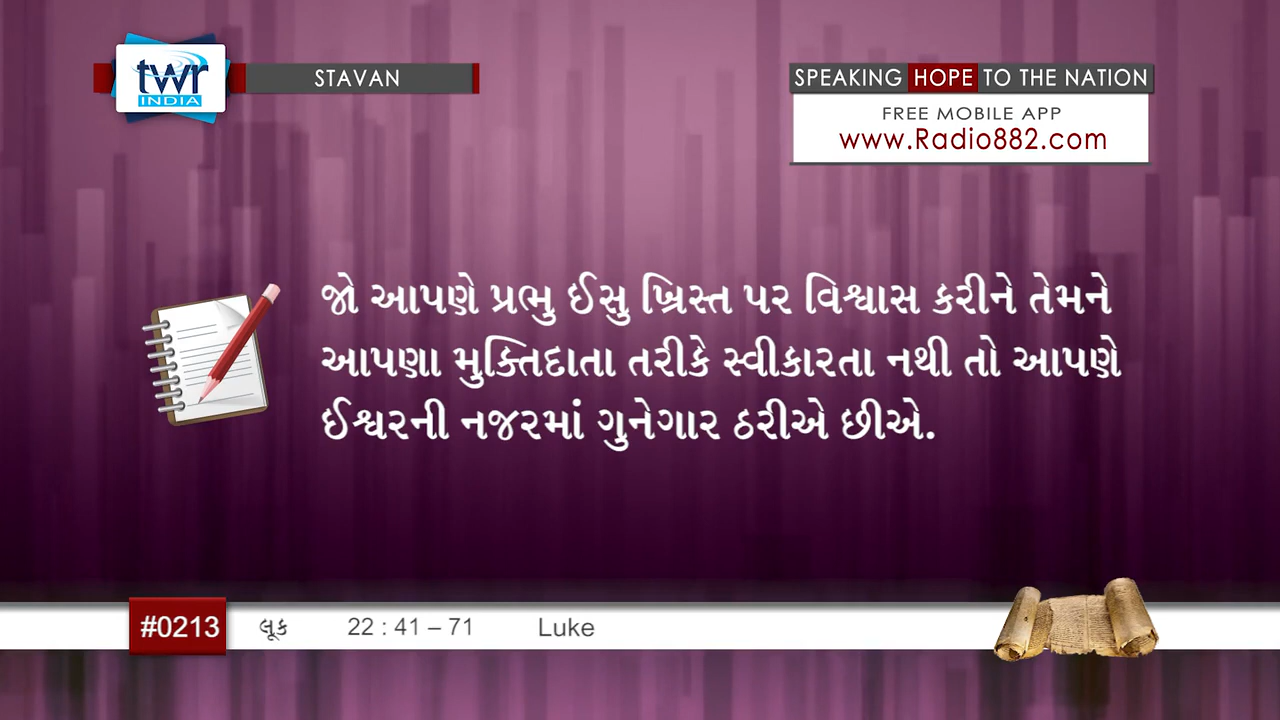 twr
INDIA
STAVAN
SPEAKING HOPE TO THE NATION
FREE MOBILE APP
www.Radio882.com
જો આપણે પ્રભુ ઈસુ ખ્રિસ્ત પર વિશ્વાસ કરીને તેમને
આપણા મુક્તિદાતા તરીકે સ્વીકારતા નથી તો આપણે
ઈશ્વરની નજરમાં ગુનેગાર ઠરીએ છીએ.
#0213 લૂક 22 : 41 – 71 Luke